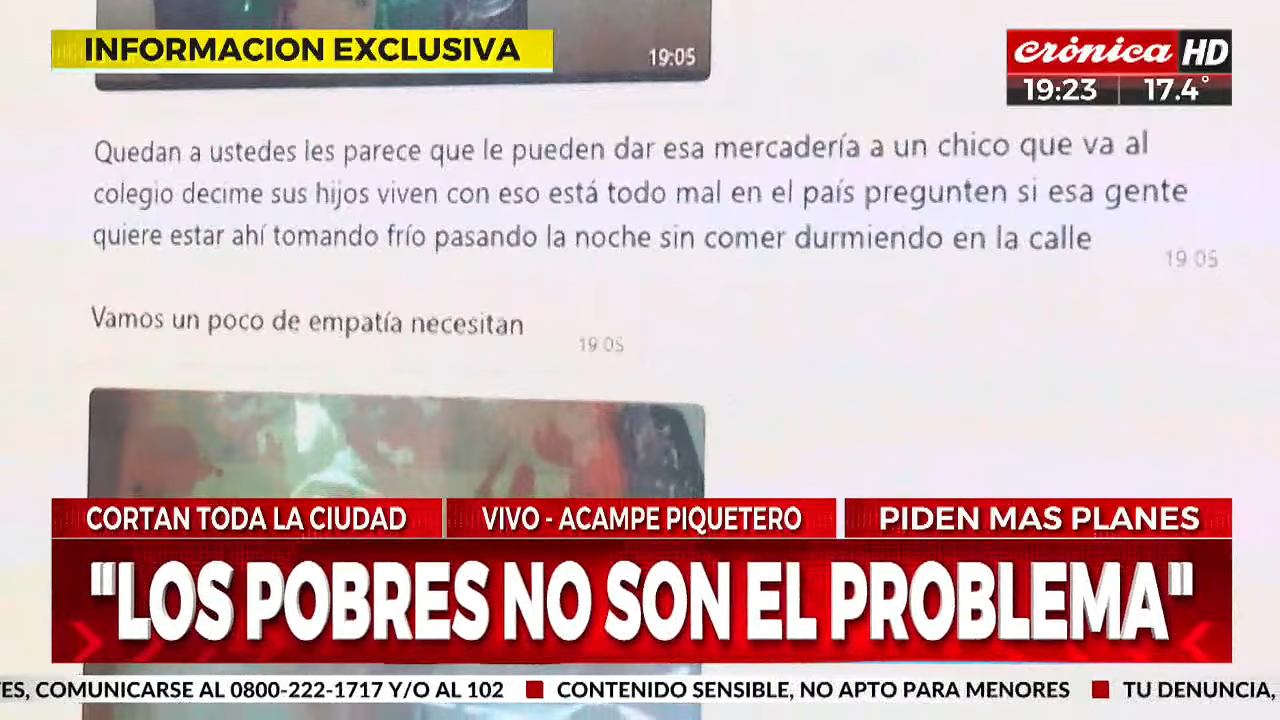 INFORMACION EXCLUSIVA
19:05
crónica HD
19:23 17.4°
Quedan a ustedes les parece que le pueden dar esa mercadería a un chico que va al
colegio decime sus hijos viven con eso está todo mal en el país pregunten si esa gente
quiere estar ahí tomando frío pasando la noche sin comer durmiendo en la calle
19 05
Vamos un poco de empatía necesitan
19 05
CORTAN TODA LA CIUDAD
VIVO - ACAMPE PIQUETERO
PIDEN MAS PLANES
"LOS POBRES NO SON EL PROBLEMA"
TES, COMUNICARSE AL 0800-222-1717 Y/O AL 102 CONTENIDO SENSIBLE, NO APTO PARA MENORES TU DENUNCIA,